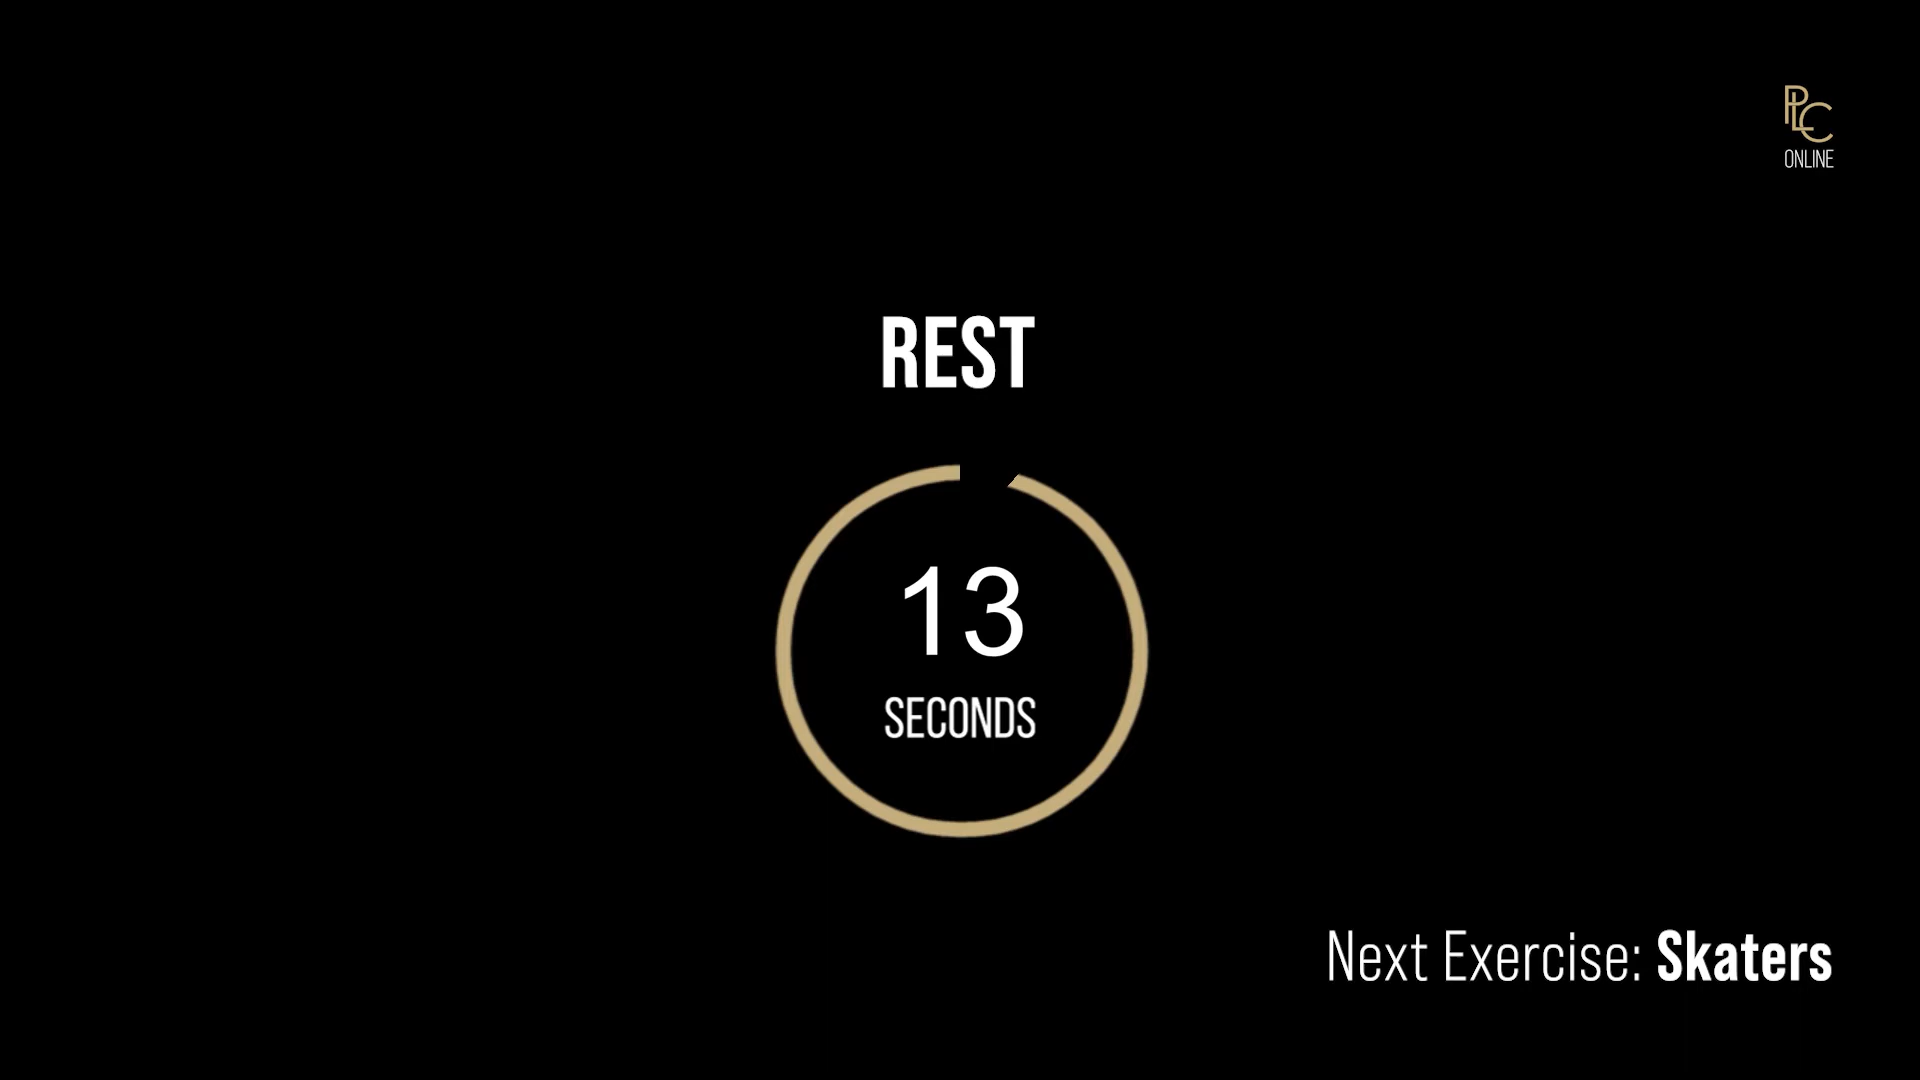 PLC
ONLINE
REST
13
SECONDS
Next Exercise: Skaters